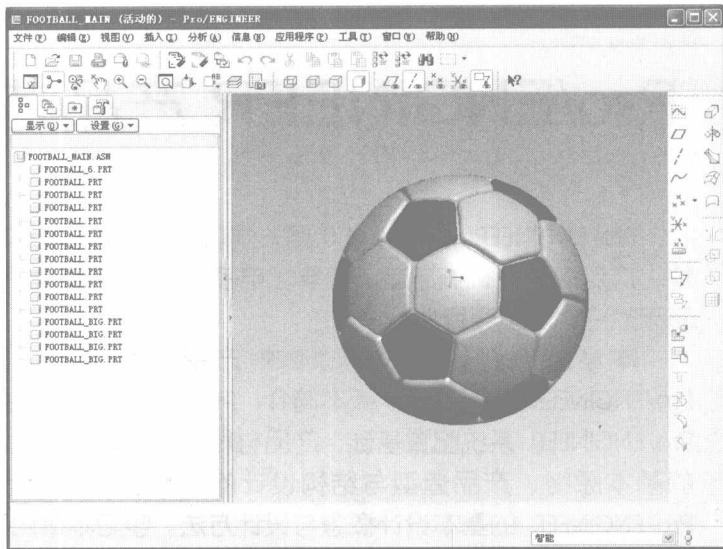 FOOTBALL_MAIN (活动的) - Pro/ENGINEER
文件(F) 编辑(E) 视图(V) 插入(I) 分析(A) 信息(N) 应用程序(P) 工具(T) 窗口(W) 帮助(H)
显示(O) 设置(G)
FOOTBALL_MAIN.ASM
FOOTBALL_6.PRT
FOOTBALL.PRT
FOOTBALL.PRT
FOOTBALL.PRT
FOOTBALL.PRT
FOOTBALL.PRT
FOOTBALL.PRT
FOOTBALL.PRT
FOOTBALL.PRT
FOOTBALL.PRT
FOOTBALL.PRT
FOOTBALL.PRT
FOOTBALL_BIG.PRT
FOOTBALL_BIG.PRT
FOOTBALL_BIG.PRT
FOOTBALL_BIG.PRT
智能